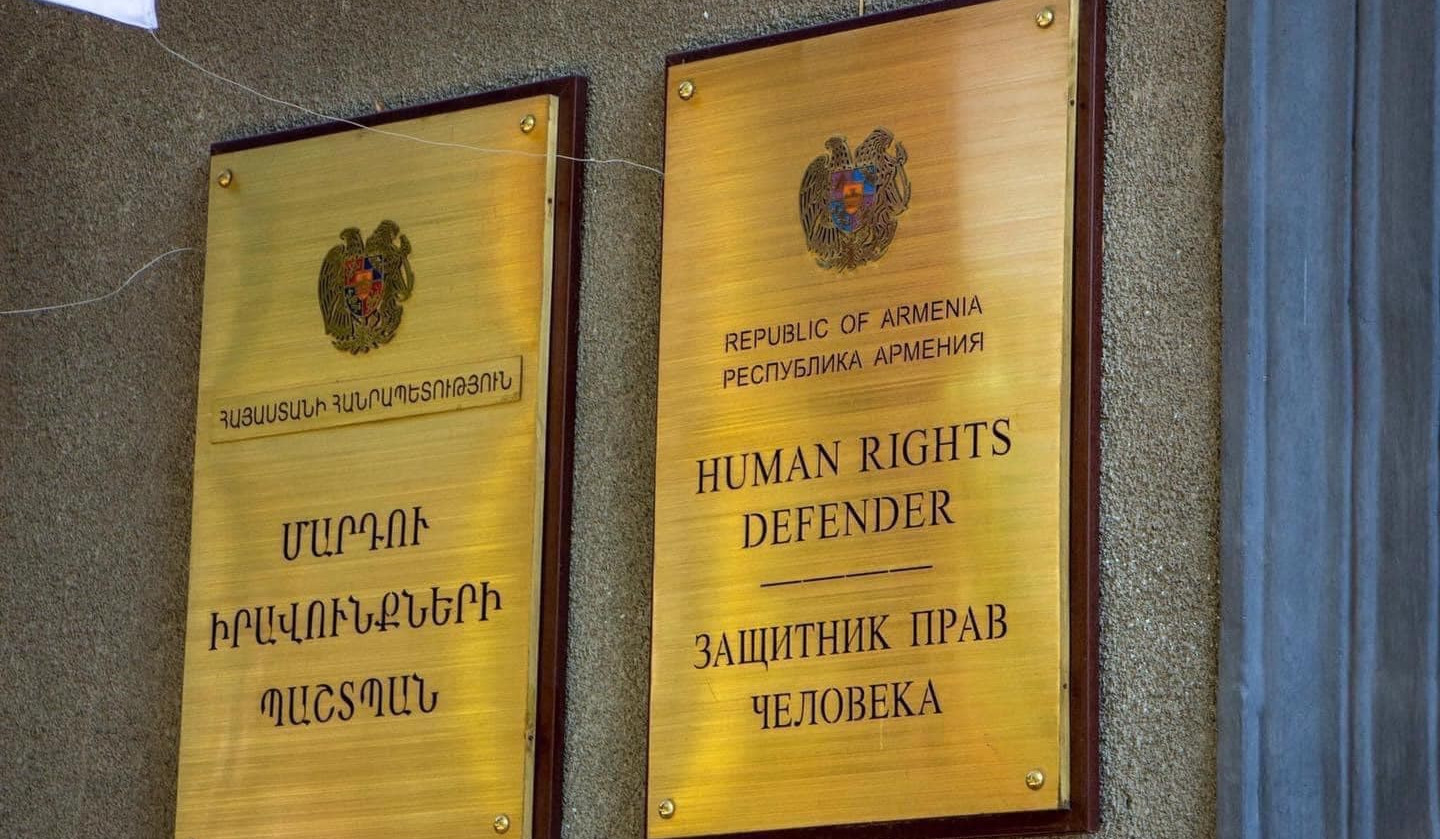 ՀԱՅԱՍՏԱՆԻ ՀԱՆՐԱՊԵՏՈՒԹՅՈՒՆ
ՄԱՐԴՈՒ
ԻՐԱՎՈՒՆՔՆԵՐԻ
ՊԱՇՏՊԱՆ
REPUBLIC OF ARMENIA
РЕСПУБЛИКА АРМЕНИЯ
HUMAN RIGHTS
DEFENDER
ЗАЩИТНИК ПРАВ
ЧЕЛОВЕКА